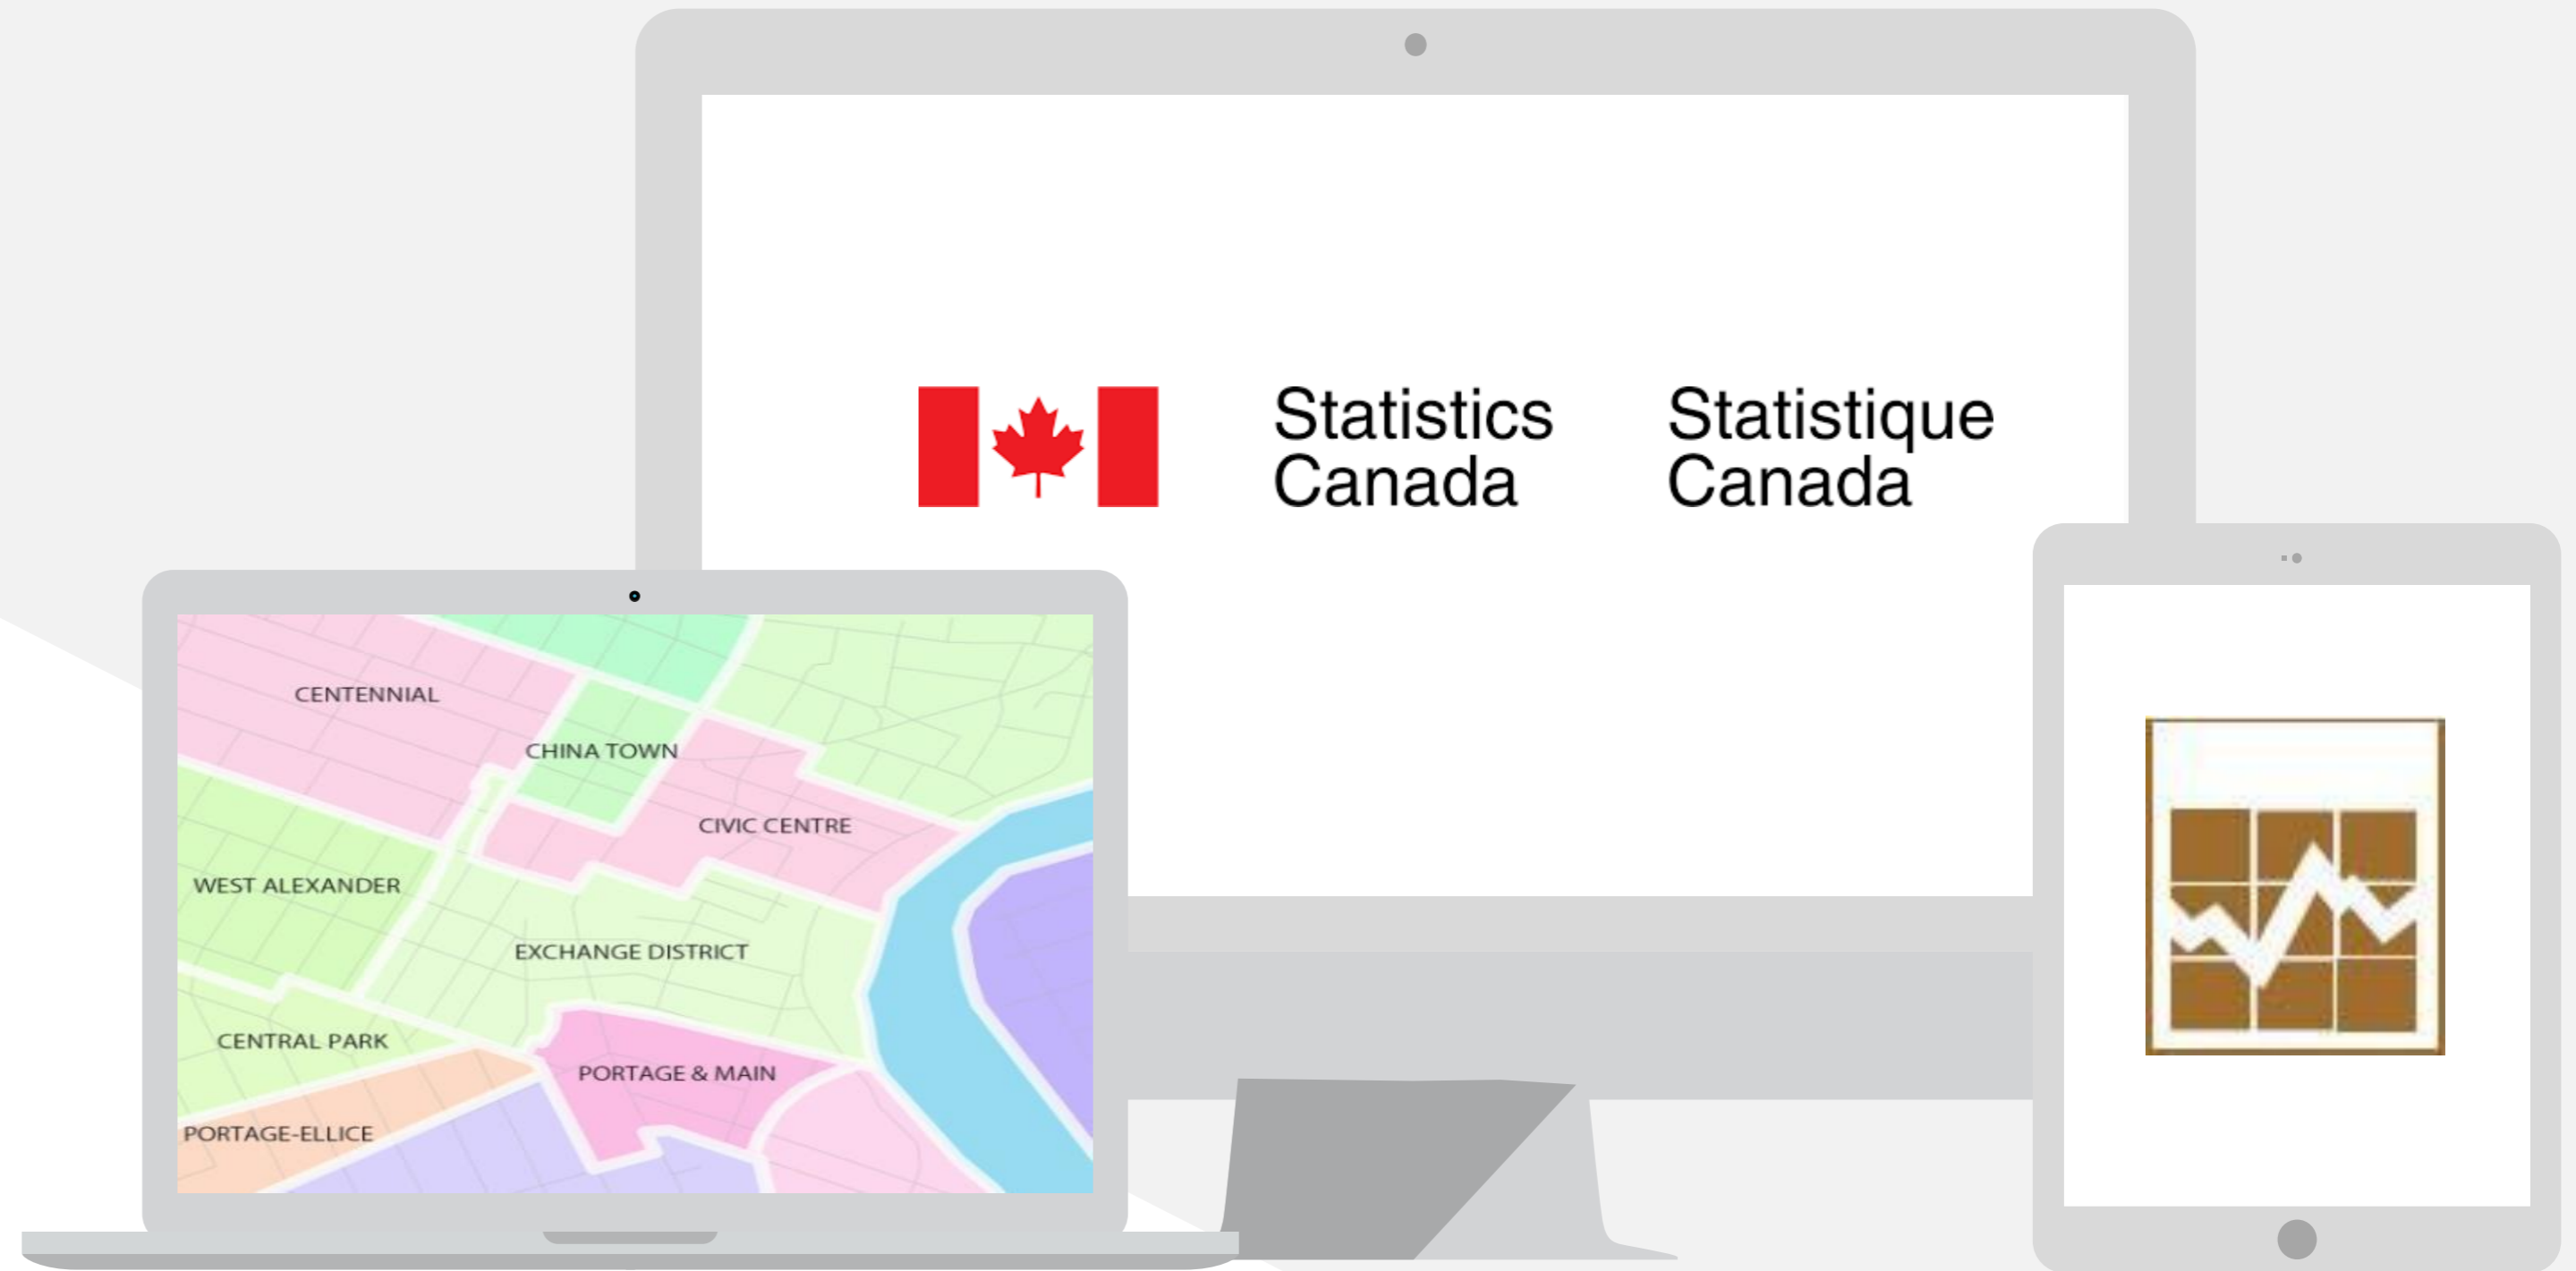 Statistics
Canada
Statistique
Canada
CENTENNIAL
CHINA TOWN
CIVIC CENTRE
WEST ALEXANDER
EXCHANGE DISTRICT
CENTRAL PARK
PORTAGE & MAIN
PORTAGE-ELLICE